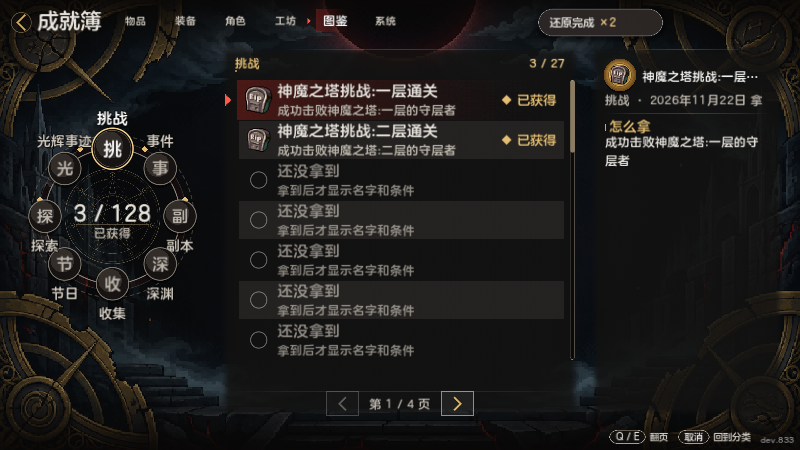 成就簿
物品 装备 角色 工坊 图鉴 系统
还原完成 ×2
挑战 3 / 27
神魔之塔挑战:一层通关
成功击败神魔之塔:一层的守层者
已获得
神魔之塔挑战:二层通关
成功击败神魔之塔:二层的守层者
已获得
还没拿到
拿到后才显示名字和条件
还没拿到
拿到后才显示名字和条件
还没拿到
拿到后才显示名字和条件
还没拿到
拿到后才显示名字和条件
还没拿到
拿到后才显示名字和条件
第 1 / 4 页
挑战
挑
光辉事迹
光
事件
事
探
探索
3 / 128
已获得
副
副本
节
节日
收
收集
深
深渊
神魔之塔挑战:一层…
挑战 · 2026年11月22日 拿
怎么拿
成功击败神魔之塔:一层的守
层者
Q / E 翻页 取消 回到分类
dev.833